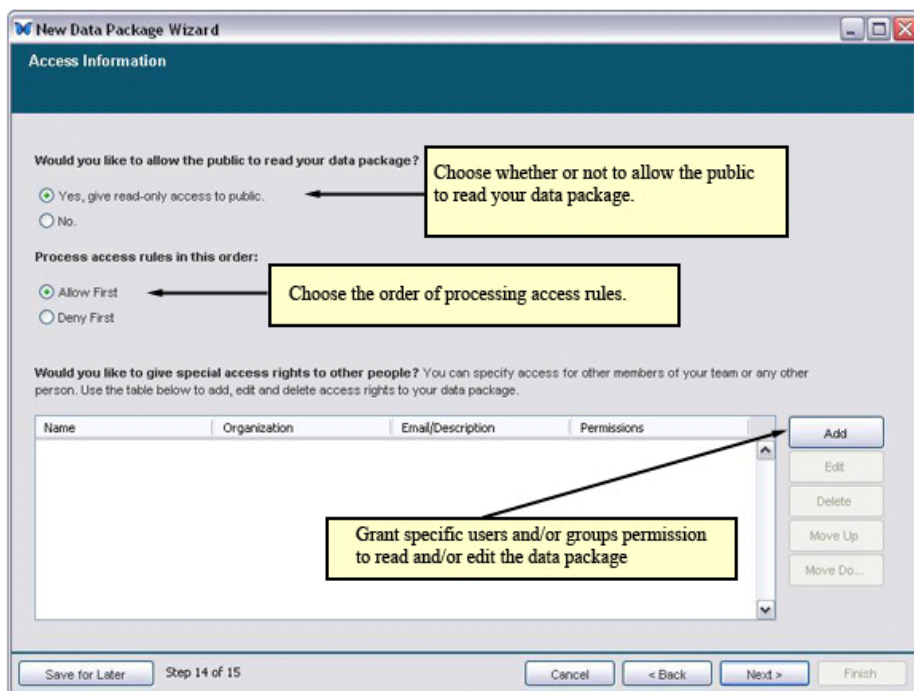 New Data Package Wizard
Access Information
Would you like to allow the public to read your data package?
Choose whether or not to allow the public
to read your data package.
Yes, give read-only access to public.
No.
Process access rules in this order:
Allow First
Choose the order of processing access rules.
Deny First
Would you like to give special access rights to other people? You can specify access for other members of your team or any other
person. Use the table below to add, edit and delete access rights to your data package.
Name Organization Email/Description Permissions
Add
Edit
Delete
Grant specific users and/or groups permission
to read and/or edit the data package
Move Up
Move Do...
Save for Later Step 14 of 15 Cancel < Back Next > Finish